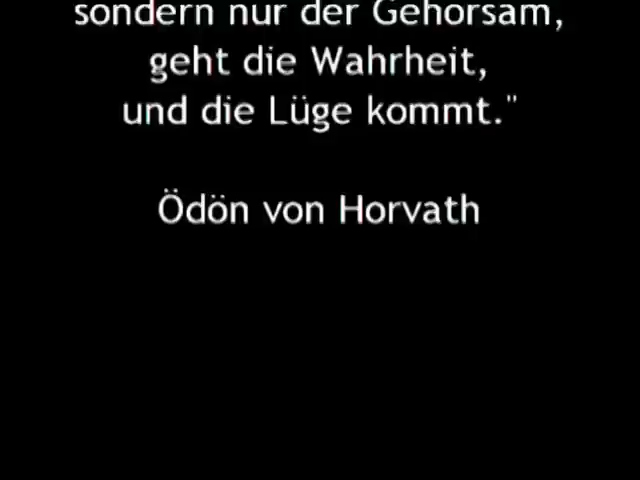 sondern nur der Gehorsam,
geht die Wahrheit,
und die Lüge kommt."
Ödön von Horvath